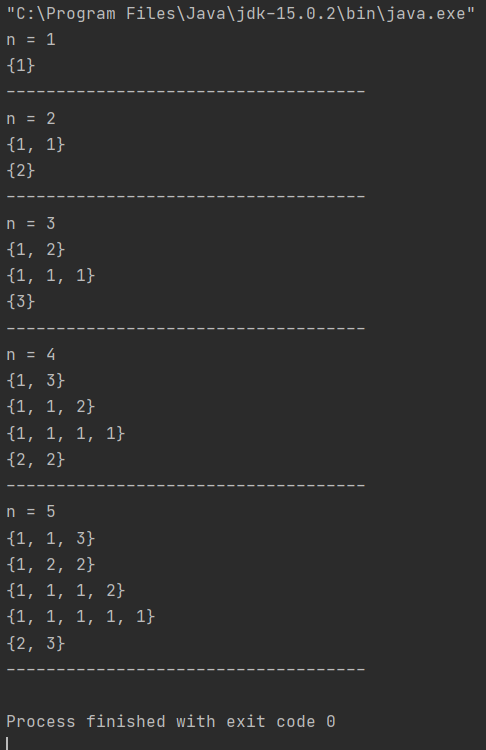 "C:\Program Files\Java\jdk-15.0.2\bin\java.exe"
n = 1
{1}
------------------------------------
n = 2
{1, 1}
{2}
------------------------------------
n = 3
{1, 2}
{1, 1, 1}
{3}
------------------------------------
n = 4
{1, 3}
{1, 1, 2}
{1, 1, 1, 1}
{2, 2}
------------------------------------
n = 5
{1, 1, 3}
{1, 2, 2}
{1, 1, 1, 2}
{1, 1, 1, 1, 1}
{2, 3}
------------------------------------
Process finished with exit code 0